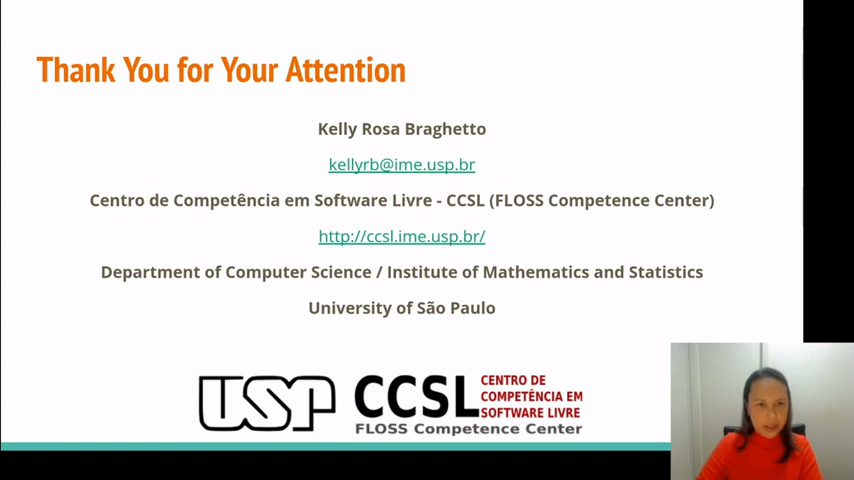 Thank You for Your Attention
Kelly Rosa Braghetto
kellyrb@ime.usp.br
Centro de Competência em Software Livre - CCSL (FLOSS Competence Center)
http://ccsl.ime.usp.br/
Department of Computer Science / Institute of Mathematics and Statistics
University of São Paulo
USP
CCSL
CENTRO DE
COMPETÊNCIA EM
SOFTWARE LIVRE
FLOSS Competence Center